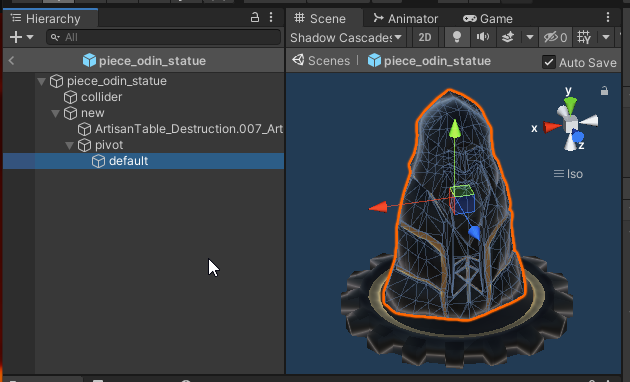 Hierarchy
All
piece_odin_statue
piece_odin_statue
collider
new
ArtisanTable_Destruction.007_Art
pivot
default
Scene
Animator
Game
Shadow Cascades
2D
0
Scenes
piece_odin_statue
Auto Save
y
x
z
Iso